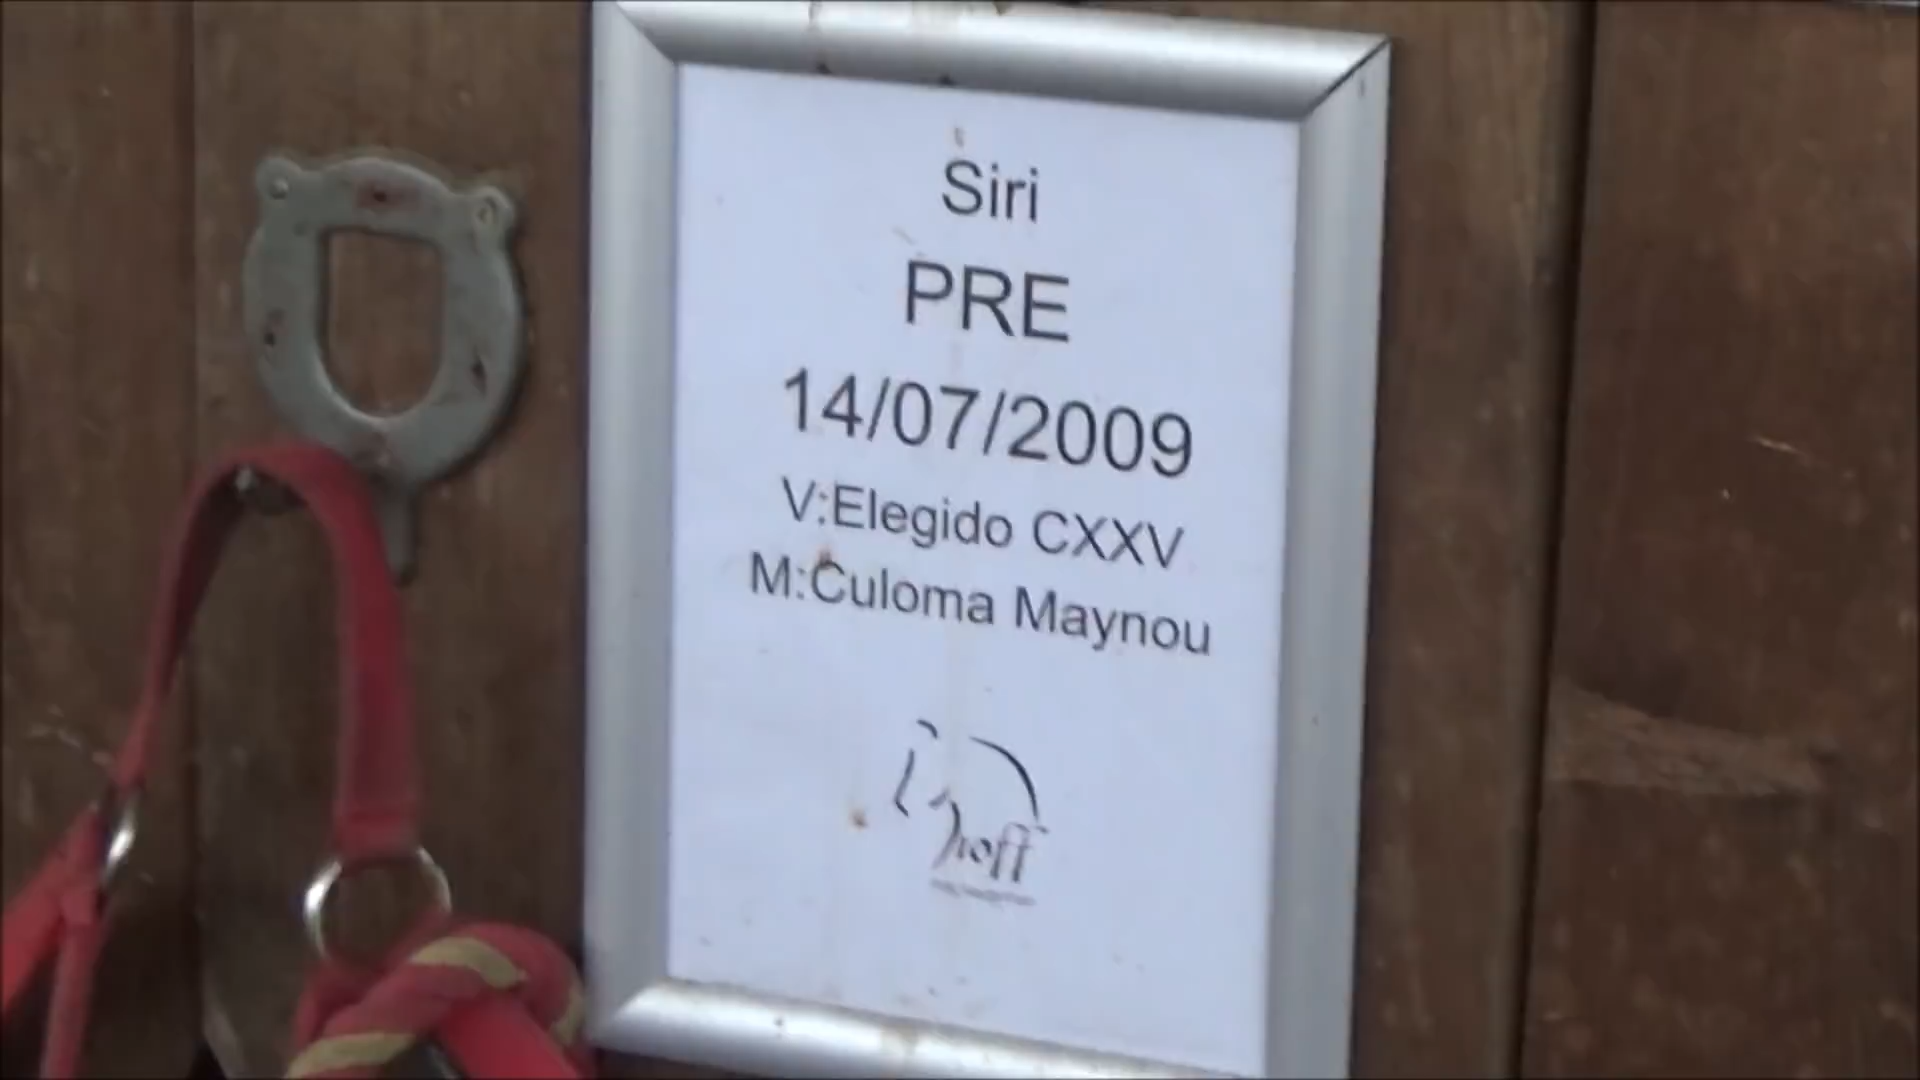 Siri
PRE
14/07/2009
V:Elegido CXXV
M:Culoma Maynou